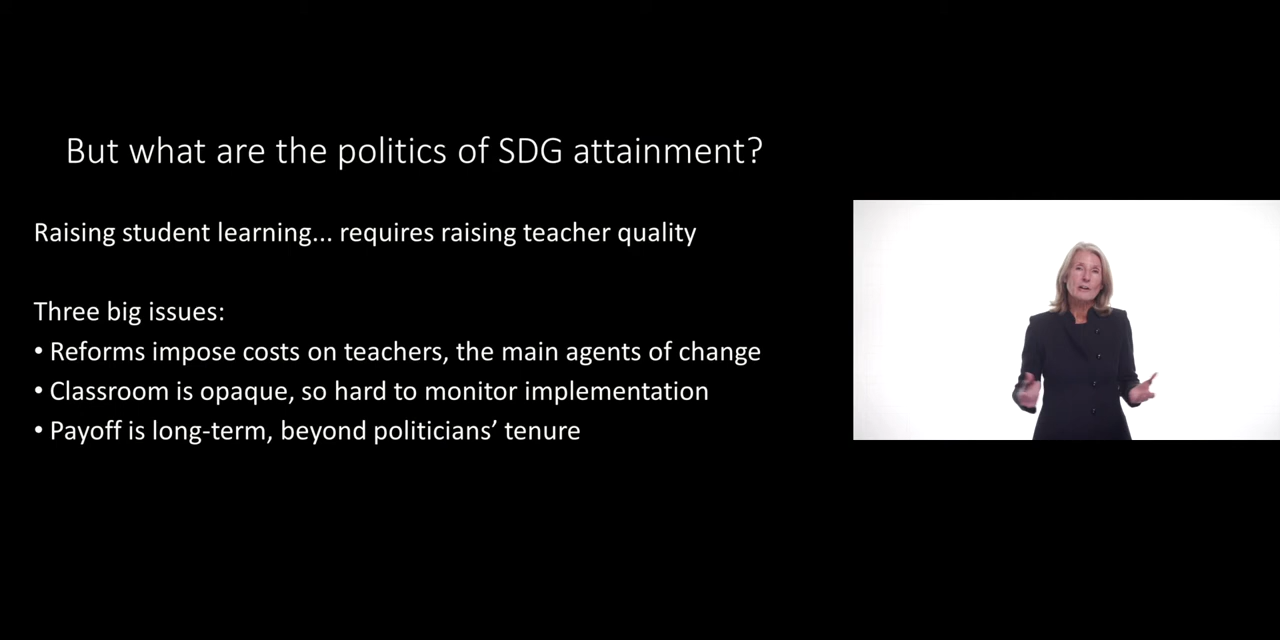 But what are the politics of SDG attainment?
Raising student learning... requires raising teacher quality
Three big issues:
• Reforms impose costs on teachers, the main agents of change
• Classroom is opaque, so hard to monitor implementation
• Payoff is long-term, beyond politicians’ tenure